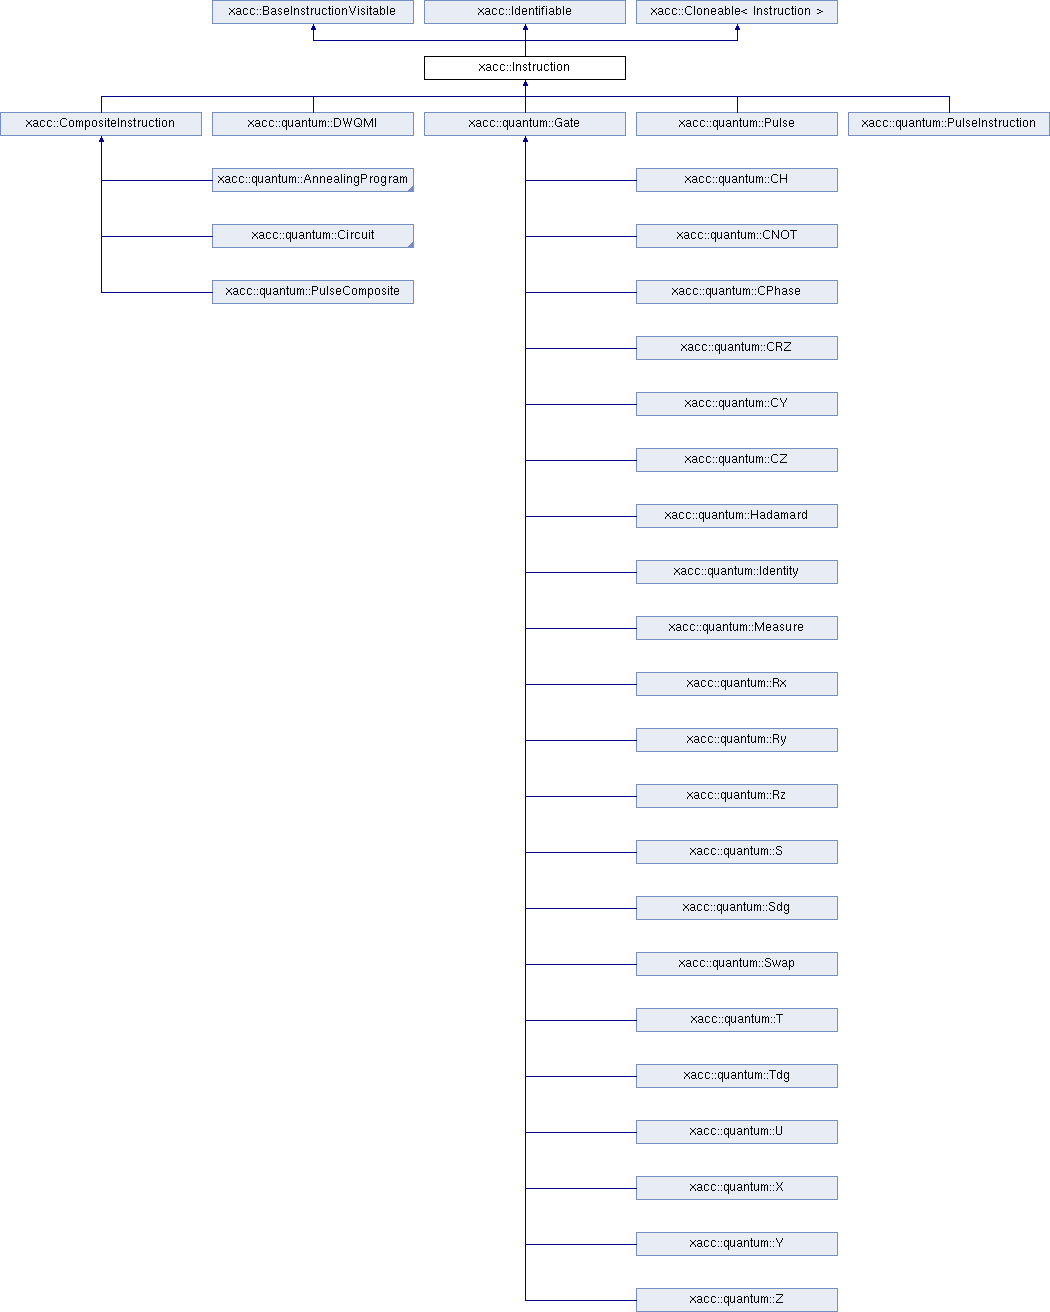 xacc::BaseInstructionVisitable
xacc::Identifiable
xacc::Cloneable< Instruction >
xacc::Instruction
xacc::CompositeInstruction
xacc::quantum::DWQMI
xacc::quantum::Gate
xacc::quantum::Pulse
xacc::quantum::PulseInstruction
xacc::quantum::AnnealingProgram
xacc::quantum::CH
xacc::quantum::Circuit
xacc::quantum::CNOT
xacc::quantum::PulseComposite
xacc::quantum::CPhase
xacc::quantum::CRZ
xacc::quantum::CY
xacc::quantum::CZ
xacc::quantum::Hadamard
xacc::quantum::Identity
xacc::quantum::Measure
xacc::quantum::Rx
xacc::quantum::Ry
xacc::quantum::Rz
xacc::quantum::S
xacc::quantum::Sdg
xacc::quantum::Swap
xacc::quantum::T
xacc::quantum::Tdg
xacc::quantum::U
xacc::quantum::X
xacc::quantum::Y
xacc::quantum::Z